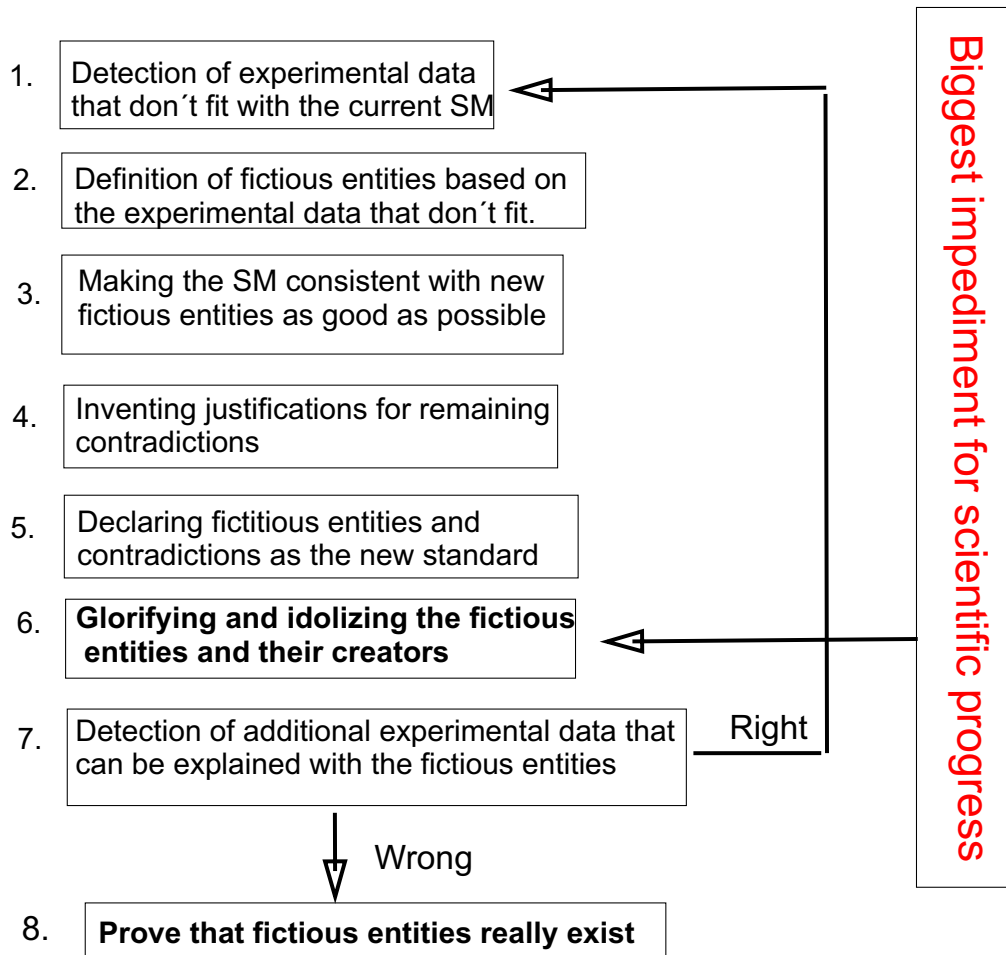 1. Detection of experimental data
that don´t fit with the current SM
2. Definition of fictious entities based on
the experimental data that don´t fit.
3. Making the SM consistent with new
fictious entities as good as possible
4. Inventing justifications for remaining
contradictions
5. Declaring fictitious entities and
contradictions as the new standard
6. Glorifying and idolizing the fictious
entities and their creators
7. Detection of additional experimental data that
can be explained with the fictious entities
Right
Wrong
8. Prove that fictious entities really exist
Biggest impediment for scientific progress